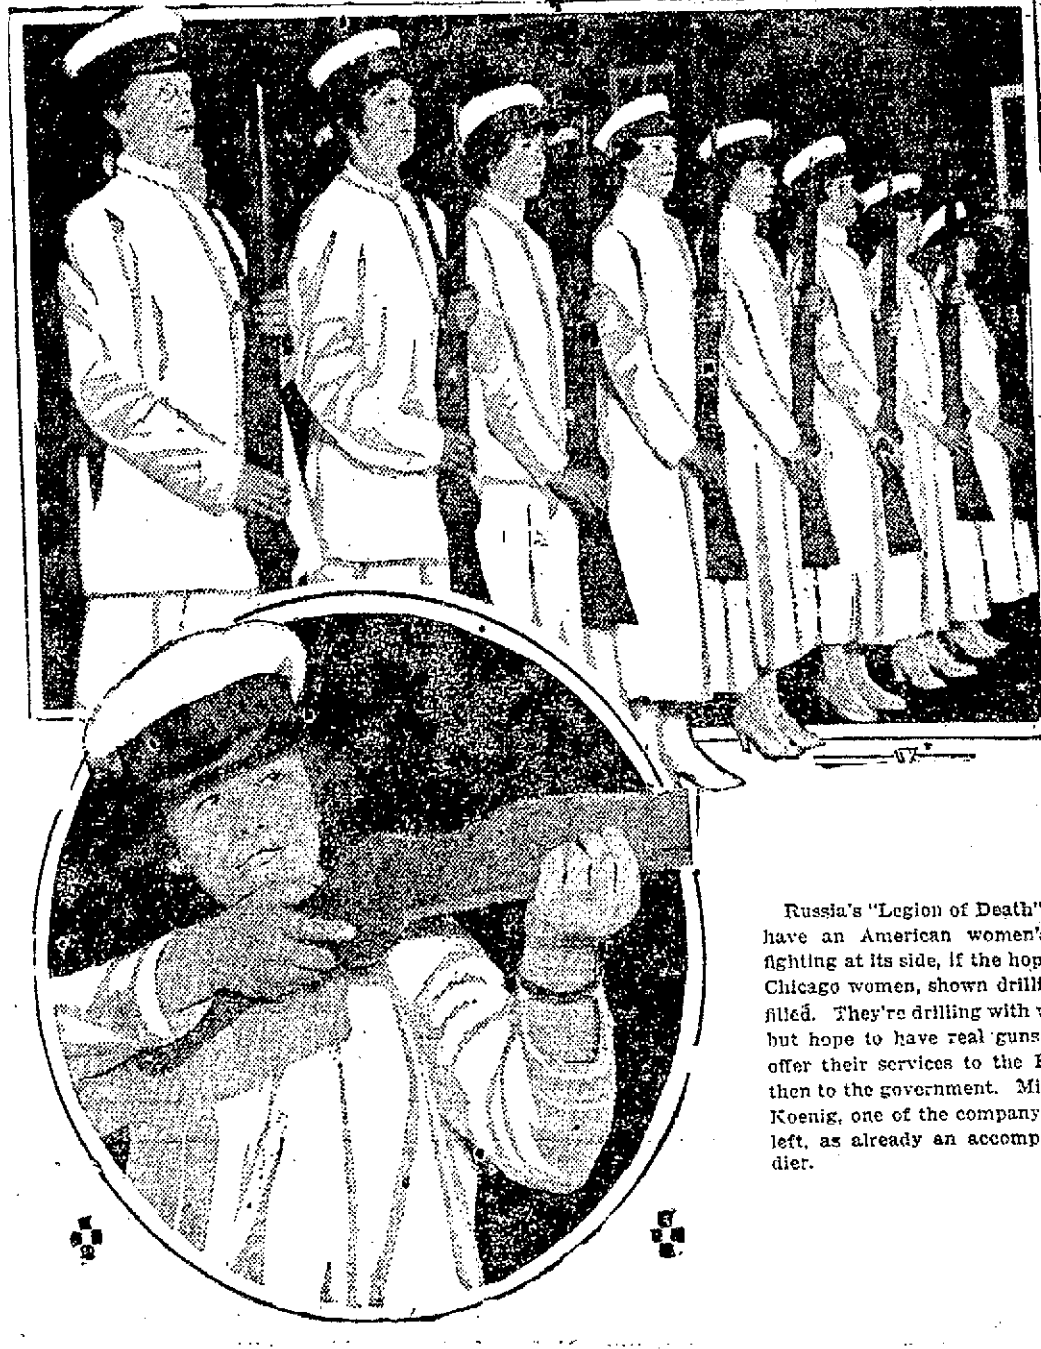 Russia's "Legion of Death"
have an American women's
fighting at its side, if the hop
Chicago women, shown drilli
filled. They're drilling with
but hope to have real guns
offer their services to the
then to the government. Mi
Koenig, one of the company
left, as already an accomp
dier.